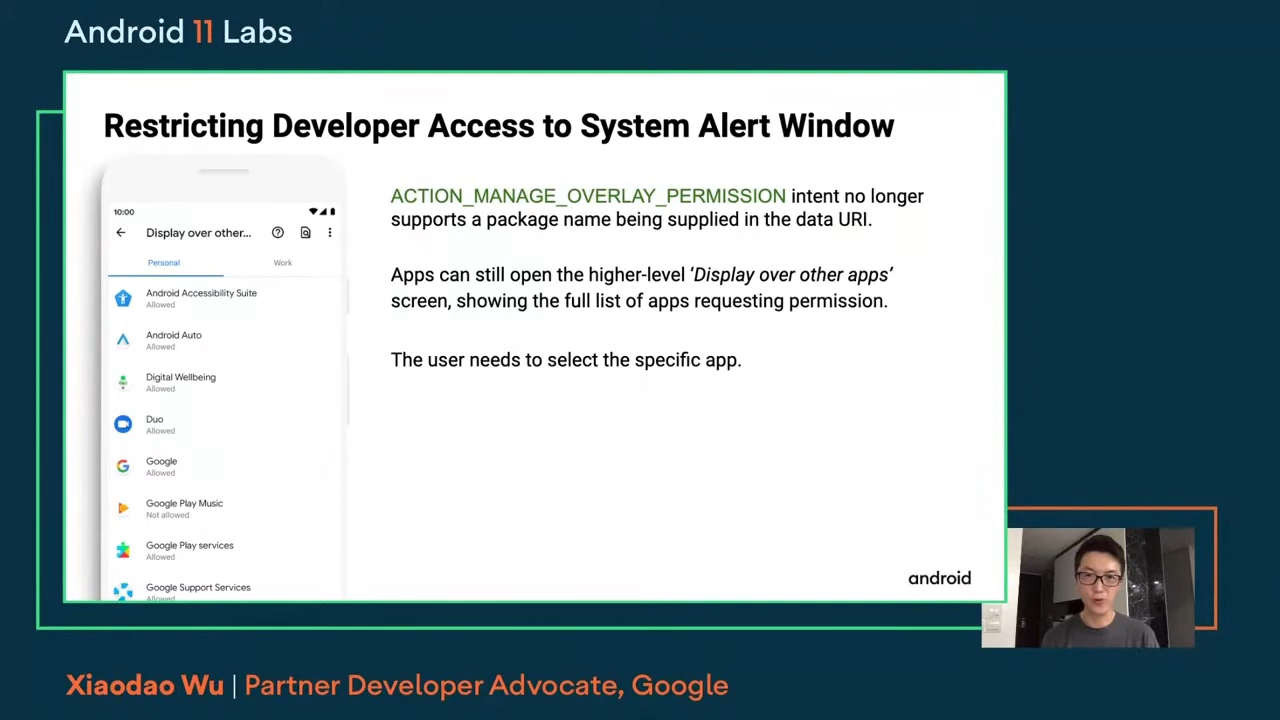 Android 11 Labs
Restricting Developer Access to System Alert Window
10:00
Display over other...
Personal
Work
Android Accessibility Suite
Allowed
Android Auto
Allowed
Digital Wellbeing
Allowed
Duo
Allowed
Google
Allowed
Google Play Music
Not allowed
Google Play services
Allowed
Google Support Services
Allowed
ACTION_MANAGE_OVERLAY_PERMISSION intent no longer
supports a package name being supplied in the data URI.
Apps can still open the higher-level ‘Display over other apps’
screen, showing the full list of apps requesting permission.
The user needs to select the specific app.
android
Xiaodao Wu | Partner Developer Advocate, Google